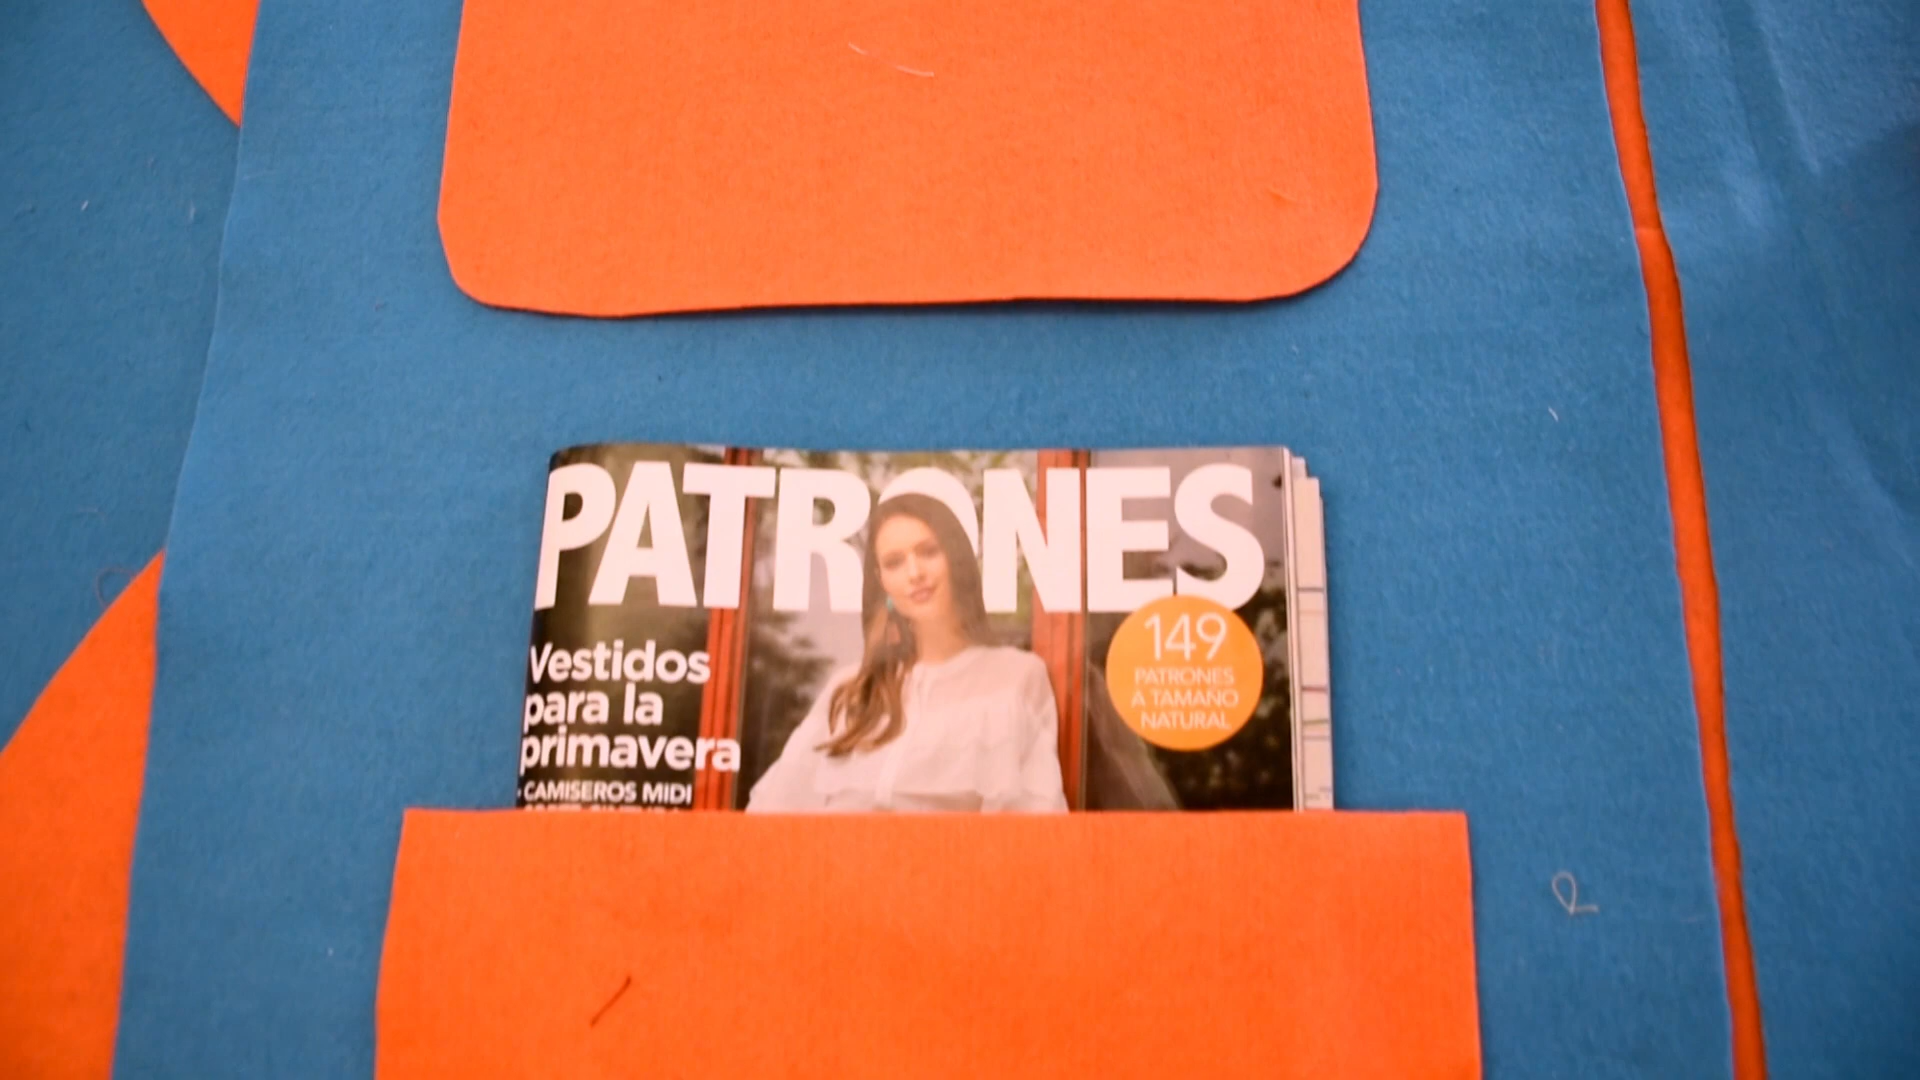 PATRONES
149
PATRONES
A TAMAÑO
NATURAL
Vestidos
para la
primavera
CAMISEROS MIDI